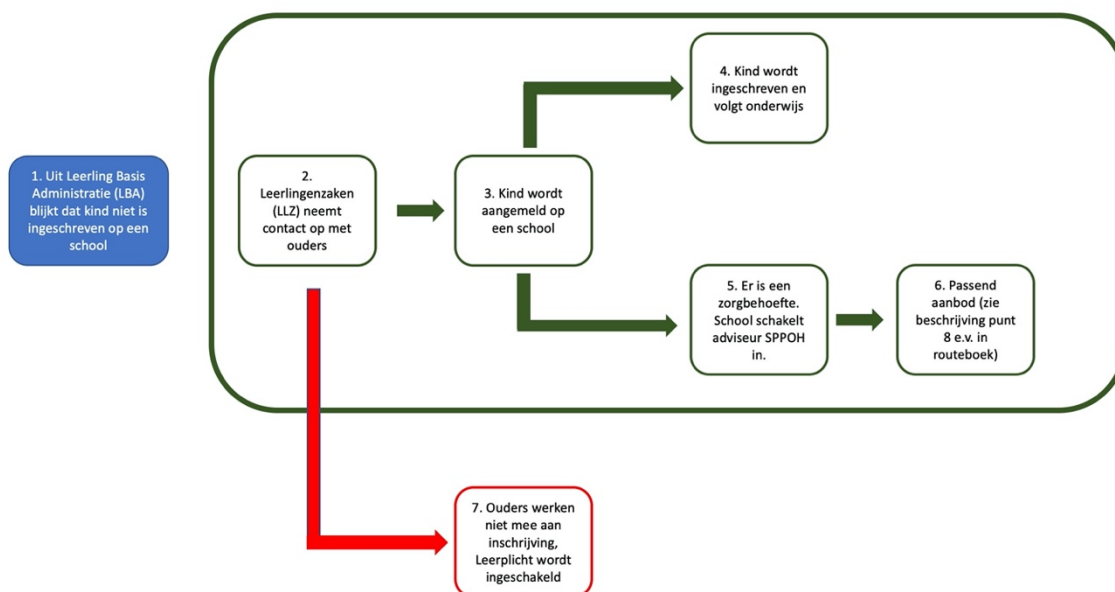 1. Uit Leerling Basis
Administratie (LBA)
blijkt dat kind niet is
ingeschreven op een
school
2.
Leerlingenzaken
(LLZ) neemt
contact op met
ouders
3. Kind wordt
aangemeld op
een school
4. Kind wordt
ingeschreven en
volgt onderwijs
5. Er is een
zorgbehoefte.
School schakelt
adviseur SPPOH
in.
6. Passend
aanbod (zie
beschrijving punt
8 e.v. in
routeboek)
7. Ouders werken
niet mee aan
inschrijving,
Leerplicht wordt
ingeschakeld